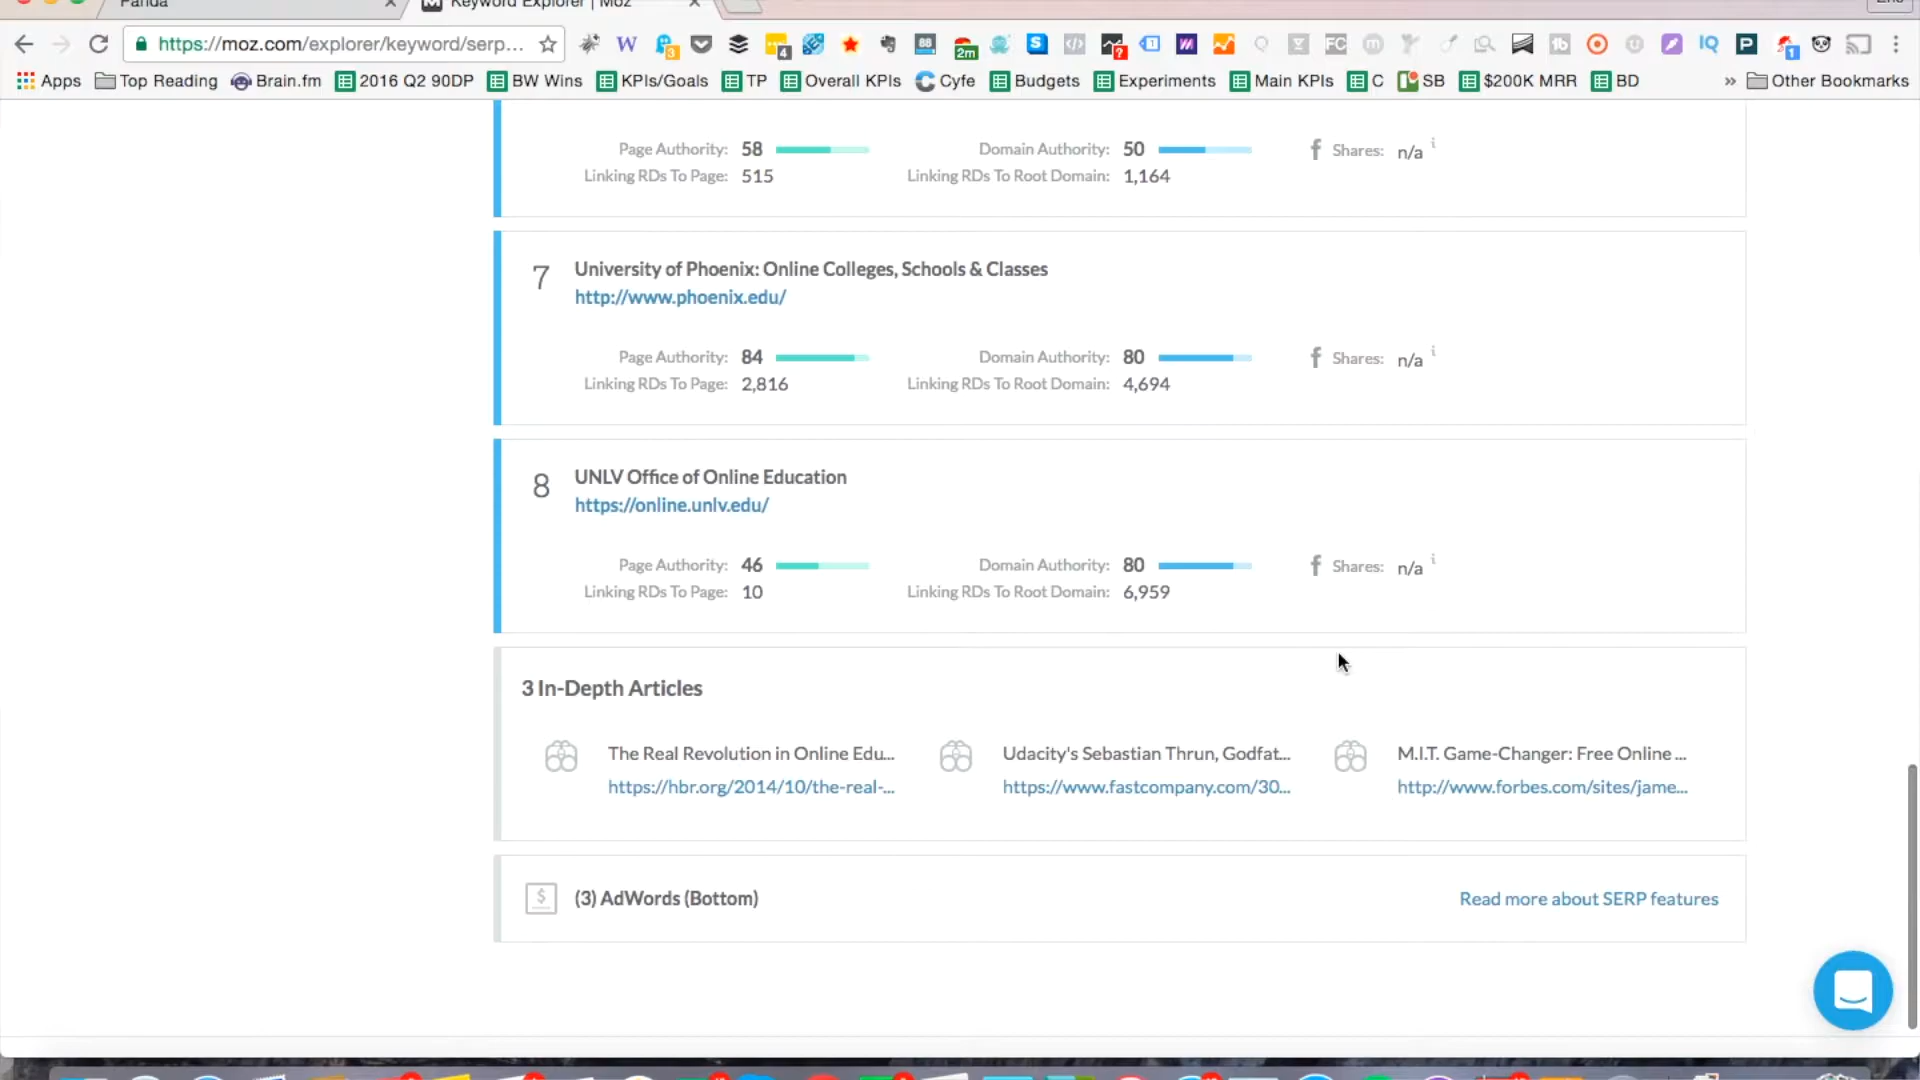 Panda
Keyword Explorer | Moz
https://moz.com/explorer/keyword/serp...
Apps Top Reading Brain.fm 2016 Q2 90DP BW Wins KPIs/Goals TP Overall KPIs Cyfe Budgets Experiments Main KPIs C SB $200K MRR BD » Other Bookmarks
Page Authority: 58 Domain Authority: 50 Shares: n/a
Linking RDs To Page: 515 Linking RDs To Root Domain: 1,164
7 University of Phoenix: Online Colleges, Schools & Classes
http://www.phoenix.edu/
Page Authority: 84 Domain Authority: 80 Shares: n/a
Linking RDs To Page: 2,816 Linking RDs To Root Domain: 4,694
8 UNLV Office of Online Education
https://online.unlv.edu/
Page Authority: 46 Domain Authority: 80 Shares: n/a
Linking RDs To Page: 10 Linking RDs To Root Domain: 6,959
3 In-Depth Articles
The Real Revolution in Online Edu... Udacity's Sebastian Thrun, Godfat... M.I.T. Game-Changer: Free Online ...
https://hbr.org/2014/10/the-real-... https://www.fastcompany.com/30... http://www.forbes.com/sites/jame...
(3) AdWords (Bottom) Read more about SERP features